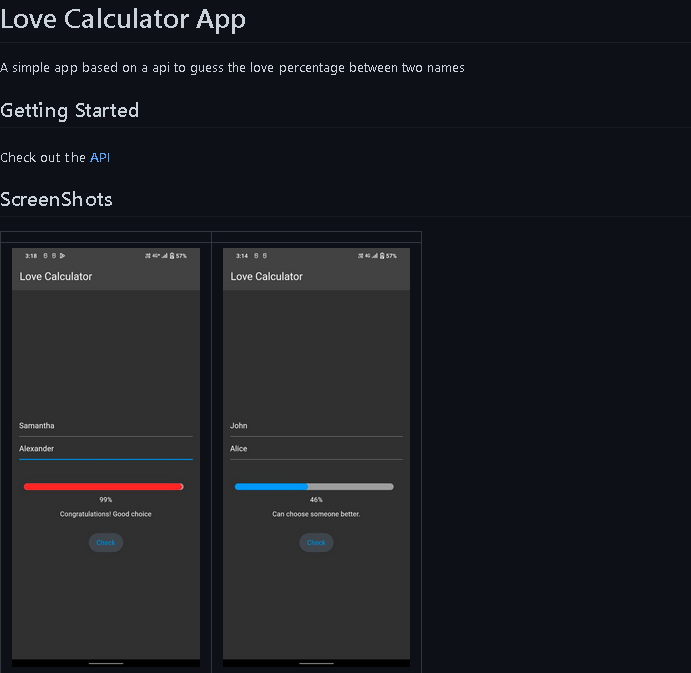 Love Calculator App
A simple app based on a api to guess the love percentage between two names
Getting Started
Check out the API
ScreenShots
3:18 4G+ 57%
Love Calculator
Samantha
Alexander
99%
Congratulations! Good choice
Check
3:14 4G 57%
Love Calculator
John
Alice
46%
Can choose someone better.
Check